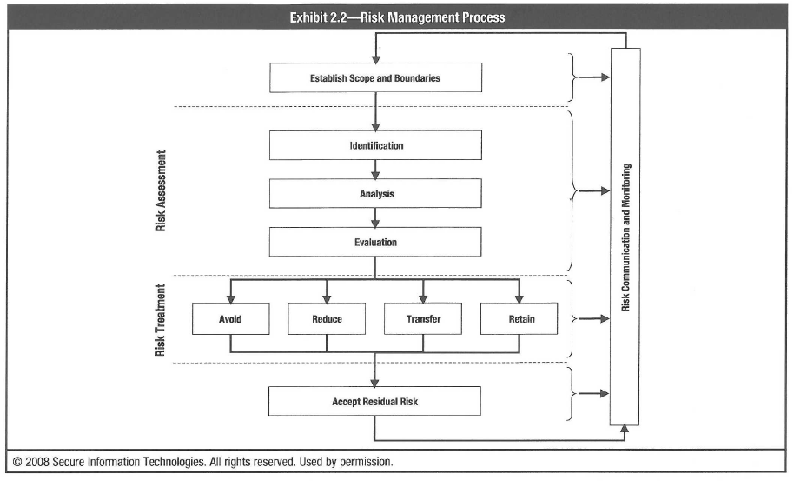 Exhibit 2.2—Risk Management Process
Establish Scope and Boundaries
Risk Assessment
Identification
Analysis
Evaluation
Risk Treatment
Avoid
Reduce
Transfer
Retain
Accept Residual Risk
Risk Communication and Monitoring
© 2008 Secure Information Technologies. All rights reserved. Used by permission.